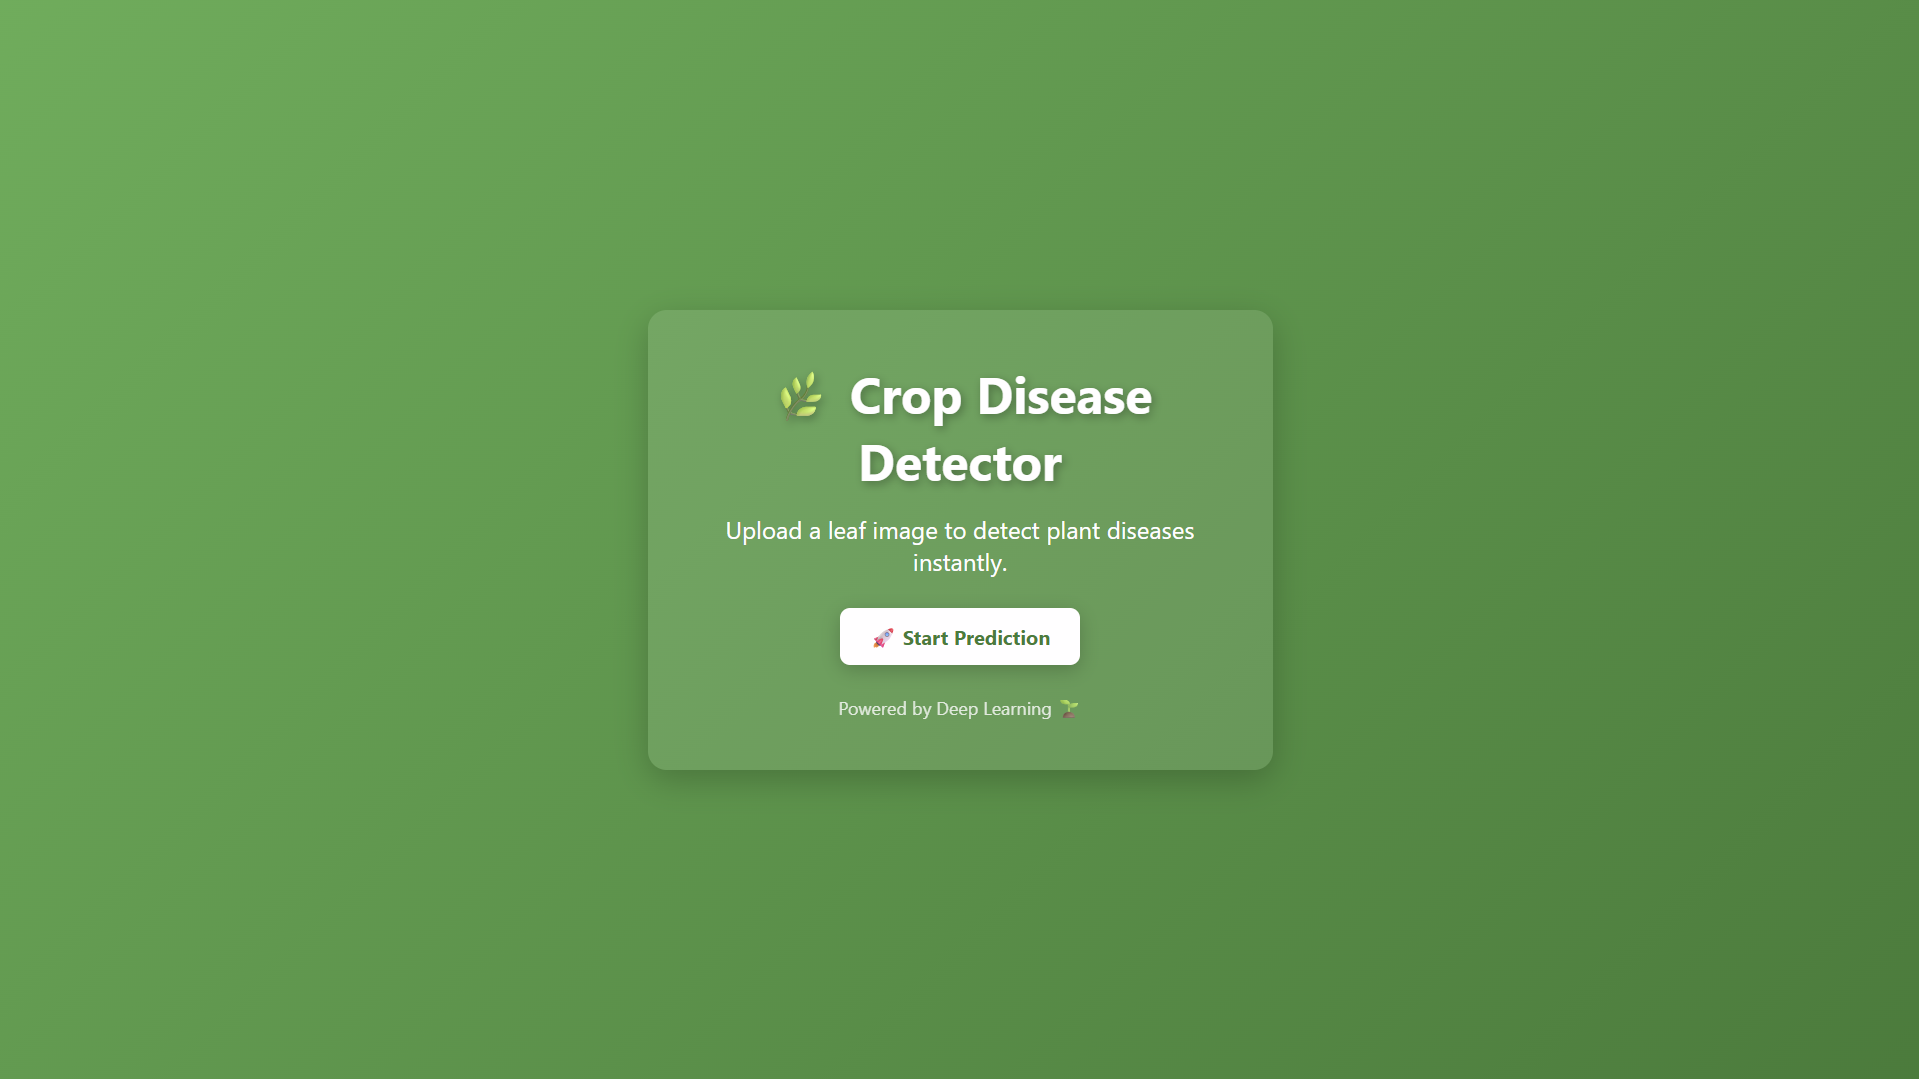 🌿 Crop Disease
Detector
Upload a leaf image to detect plant diseases
instantly.
🚀 Start Prediction
Powered by Deep Learning 🌱